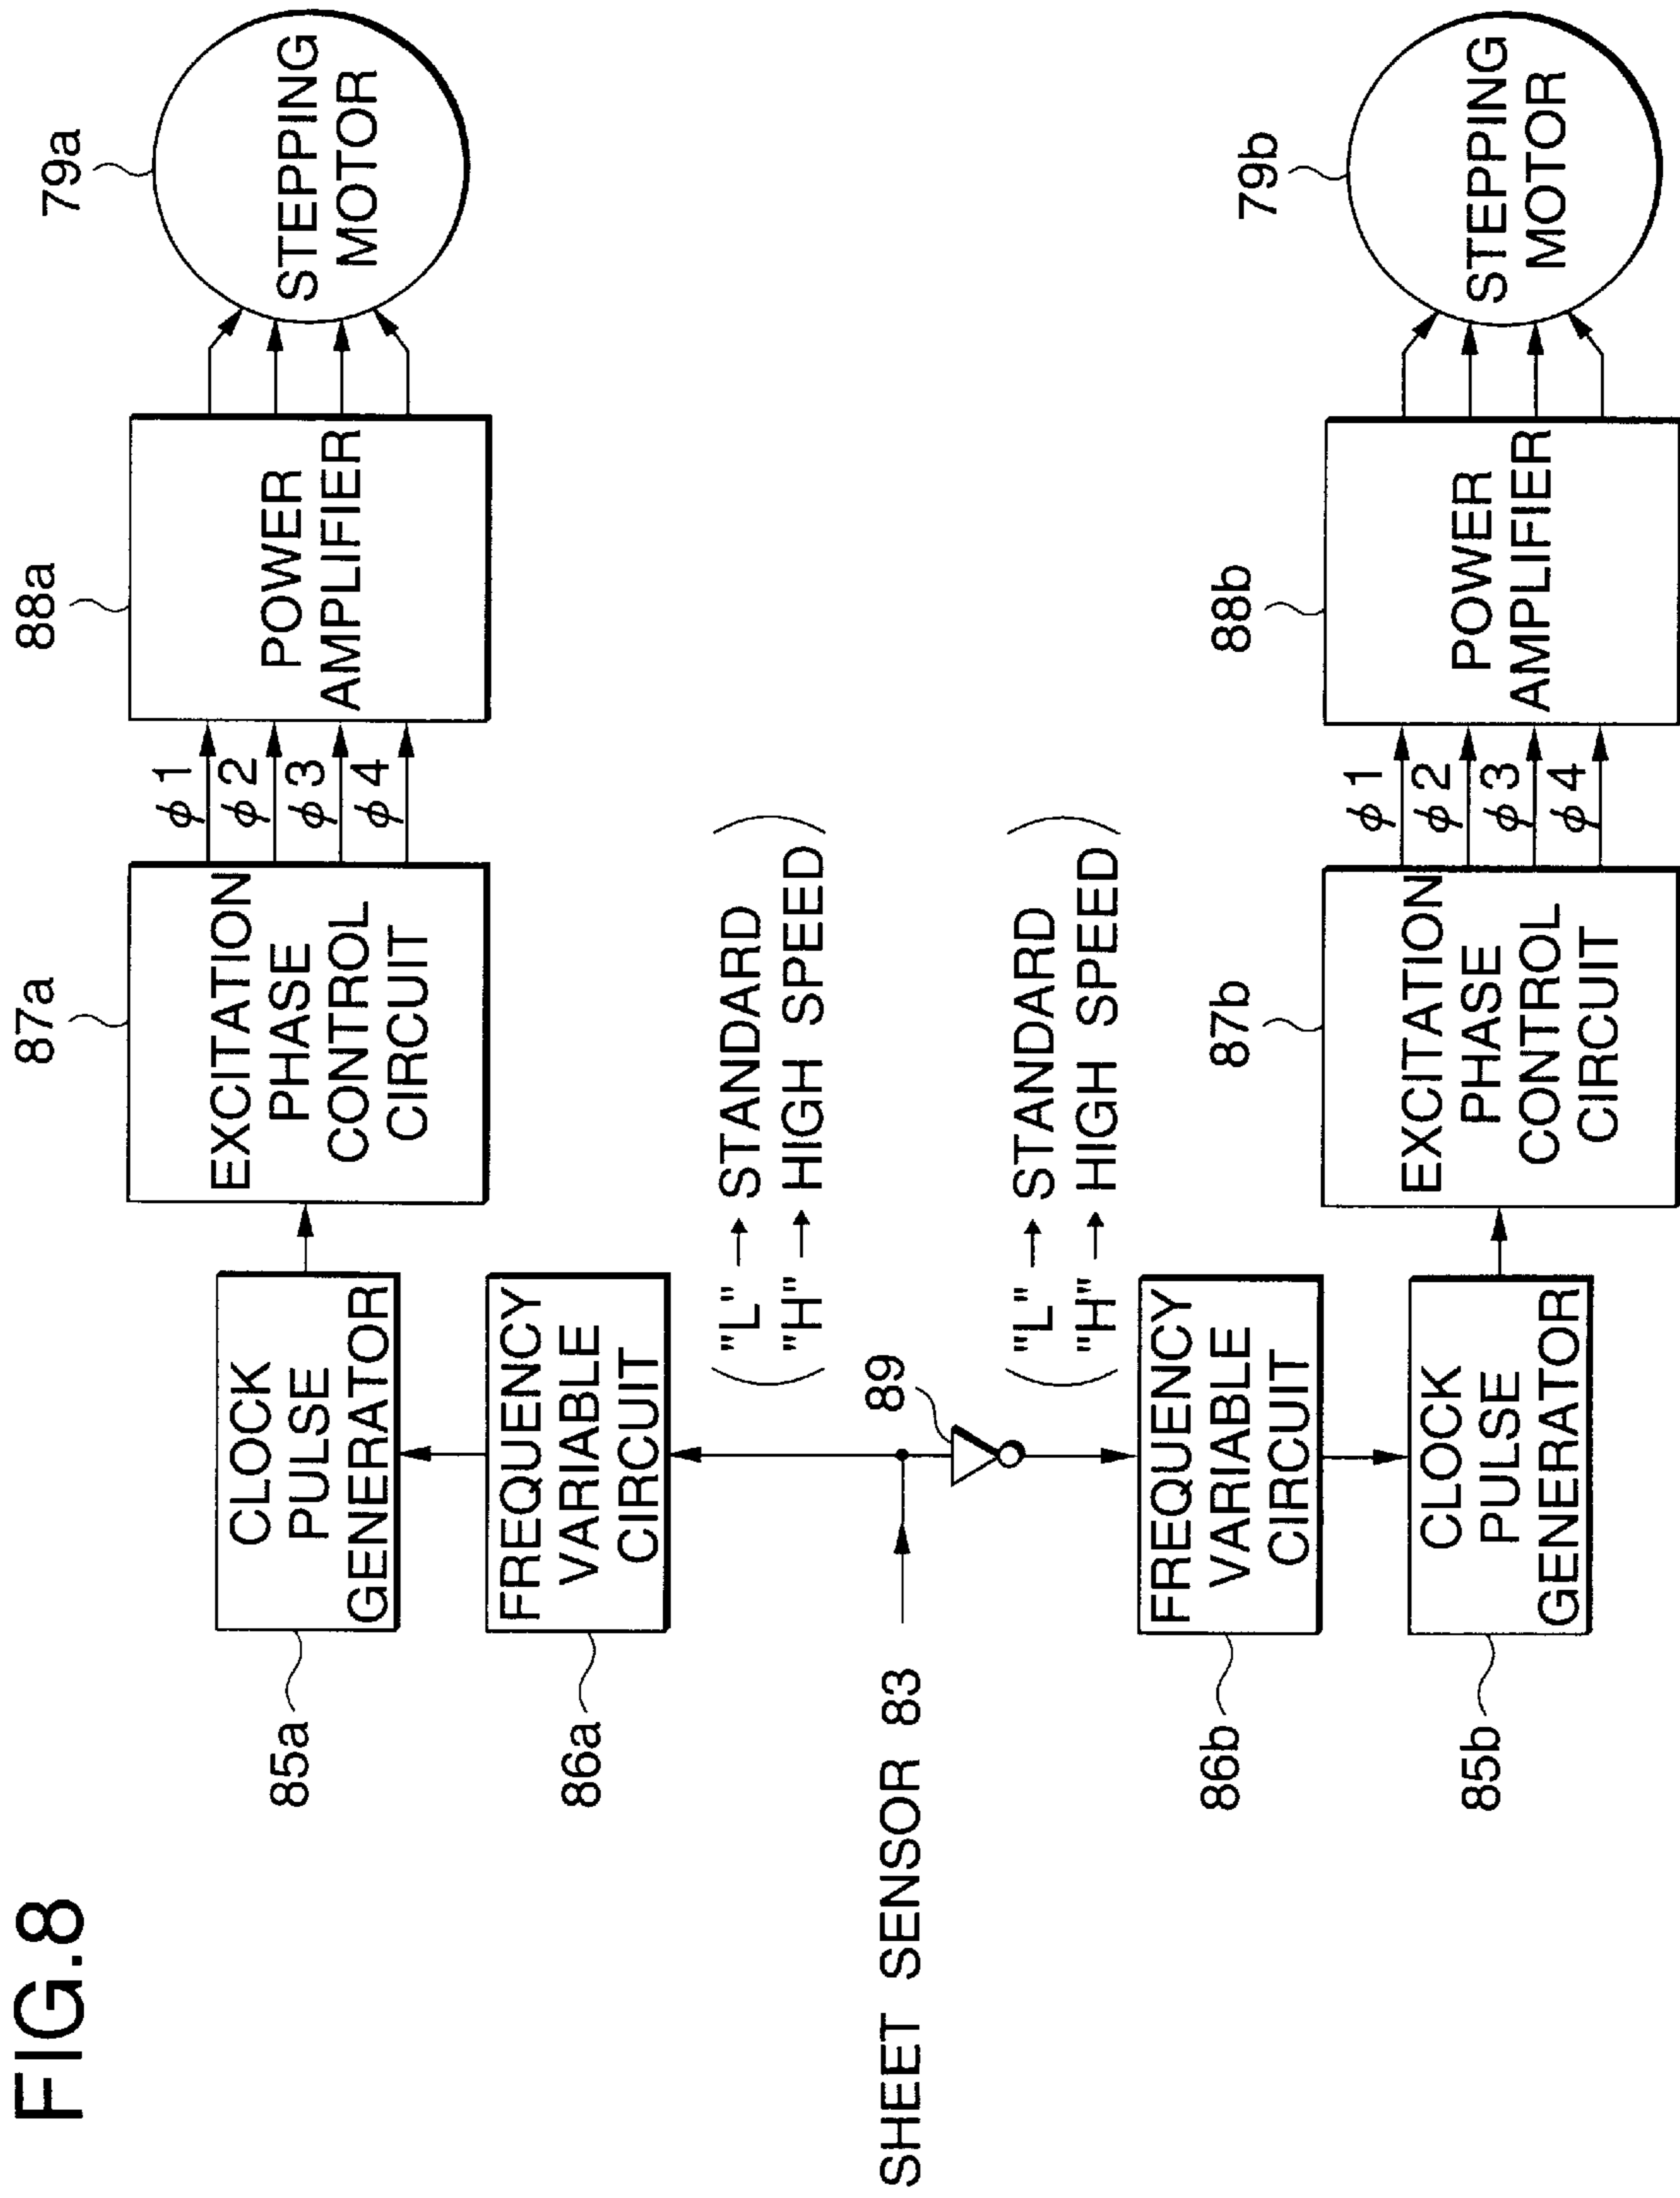 FIG.8
79a
STEPPING
MOTOR
88a
POWER
AMPLIFIER
ϕ1
ϕ2
ϕ3
ϕ4
87a
EXCITATION
PHASE
CONTROL
CIRCUIT
CLOCK
PULSE
GENERATOR
85a
FREQUENCY
VARIABLE
CIRCUIT
86a
("L" → STANDARD
"H" → HIGH SPEED)
SHEET SENSOR 83
89
("L" → STANDARD
"H" → HIGH SPEED)
FREQUENCY
VARIABLE
CIRCUIT
86b
CLOCK
PULSE
GENERATOR
85b
87b
EXCITATION
PHASE
CONTROL
CIRCUIT
ϕ1
ϕ2
ϕ3
ϕ4
88b
POWER
AMPLIFIER
79b
STEPPING
MOTOR